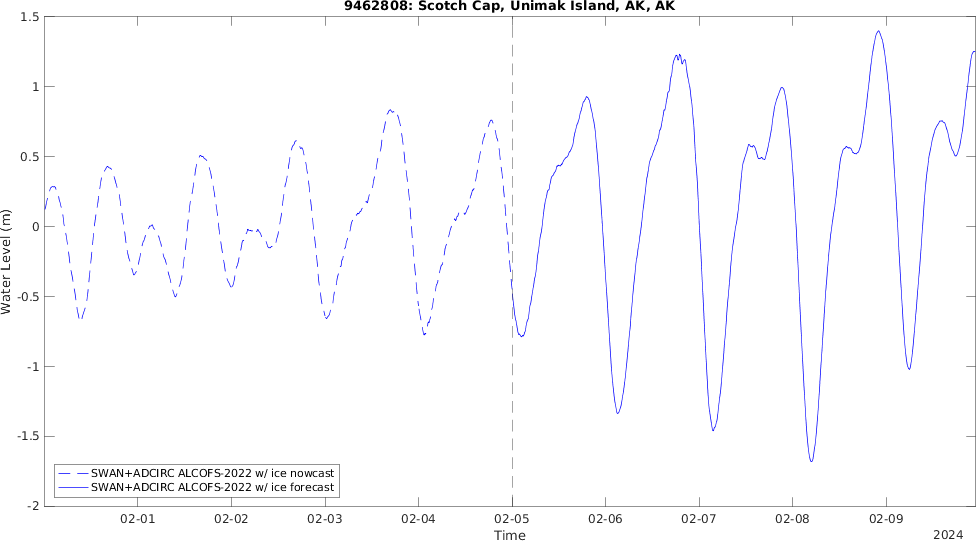 9462808: Scotch Cap, Unimak Island, AK, AK
Water Level (m)
1.5
1
0.5
0
-0.5
-1
-1.5
-2
SWAN+ADCIRC ALCOFS-2022 w/ ice nowcast
SWAN+ADCIRC ALCOFS-2022 w/ ice forecast
02-01 02-02 02-03 02-04 02-05 02-06 02-07 02-08 02-09
Time
2024